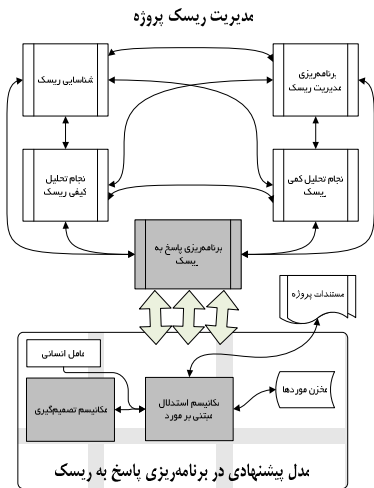 مدیریت ریسک پروژه
برنامه‌ریزی
مدیریت ریسک
شناسایی ریسک
انجام تحلیل کمی
ریسک
انجام تحلیل
کیفی ریسک
برنامه‌ریزی پاسخ به
ریسک
مستندات پروژه
عامل انسانی
مخزن موردها
مکانیسم استدلال
مبتنی بر مورد
مکانیسم تصمیم‌گیری
مدل پیشنهادی در برنامه‌ریزی پاسخ به ریسک